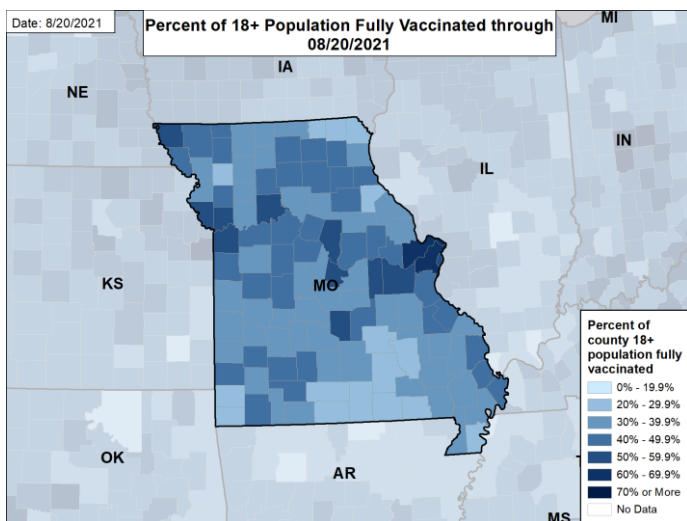 Date: 8/20/2021
Percent of 18+ Population Fully Vaccinated through
08/20/2021
MI
IA
NE
IN
IL
KS
MO
OK
AR
MS
Percent of
county 18+
population fully
vaccinated
0% - 19.9%
20% - 29.9%
30% - 39.9%
40% - 49.9%
50% - 59.9%
60% - 69.9%
70% or More
No Data